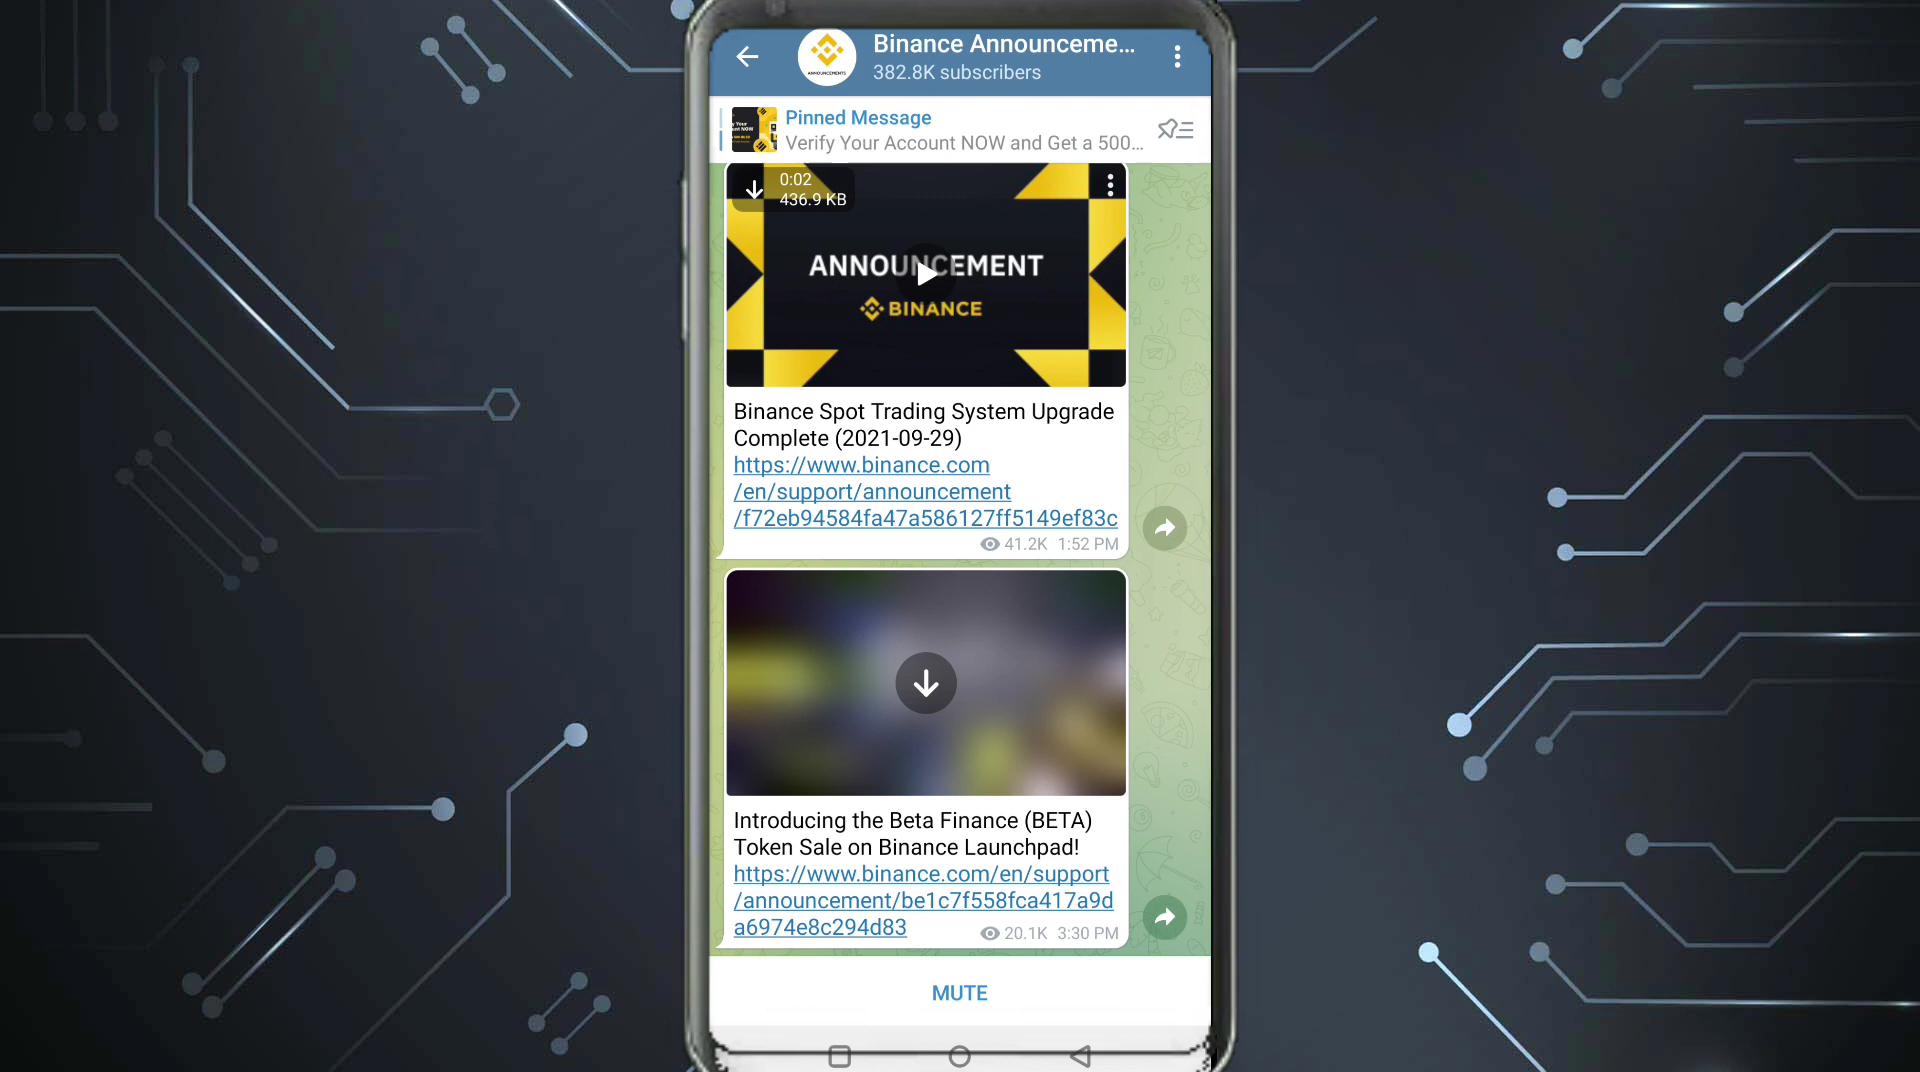 Binance Announceme...
382.8K subscribers
ANNOUNCEMENTS
Pinned Message
Verify Your Account NOW and Get a 500...
0:02
436.9 KB
ANNOUNCEMENT
BINANCE
Binance Spot Trading System Upgrade
Complete (2021-09-29)
https://www.binance.com
/en/support/announcement
/f72eb94584fa47a586127ff5149ef83c
41.2K 1:52 PM
Introducing the Beta Finance (BETA)
Token Sale on Binance Launchpad!
https://www.binance.com/en/support
/announcement/be1c7f558fca417a9d
a6974e8c294d83
20.1K 3:30 PM
MUTE